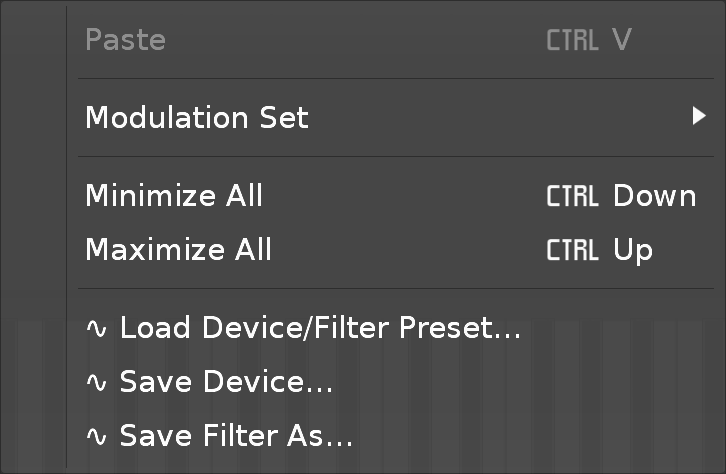 Paste CTRL V
Modulation Set
Minimize All CTRL Down
Maximize All CTRL Up
∿ Load Device/Filter Preset...
∿ Save Device...
∿ Save Filter As...